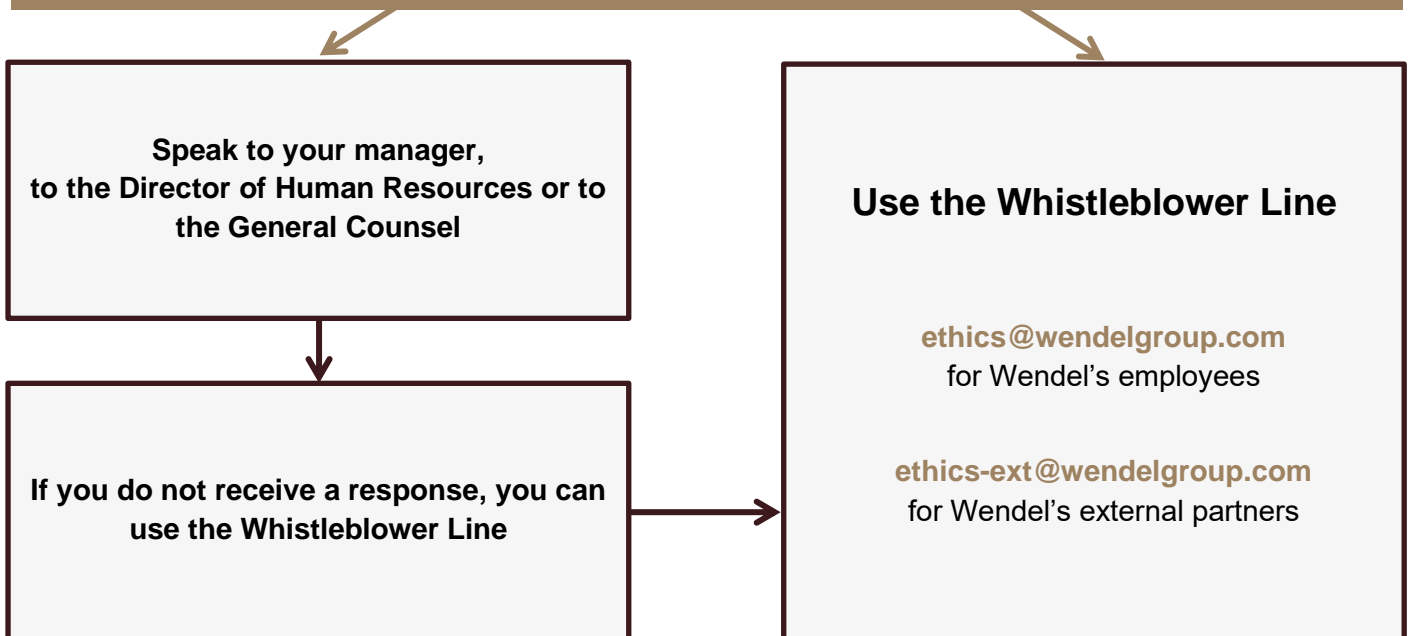 Speak to your manager,
to the Director of Human Resources or to
the General Counsel
If you do not receive a response, you can
use the Whistleblower Line
Use the Whistleblower Line
ethics@wendelgroup.com
for Wendel’s employees
ethics-ext@wendelgroup.com
for Wendel’s external partners